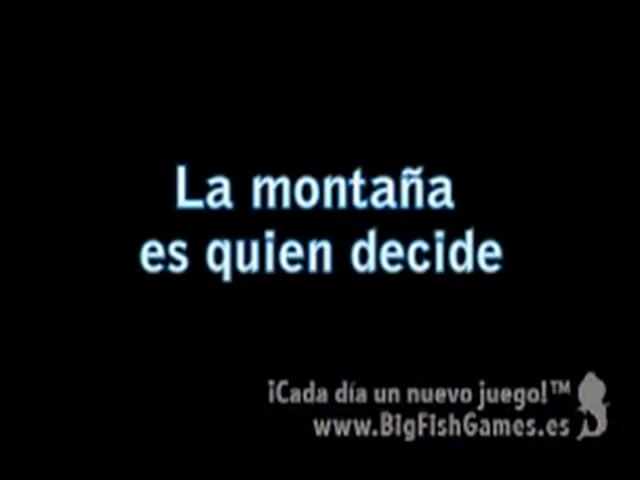 La montaña
es quien decide
¡Cada día un nuevo juego!™
www.BigFishGames.es